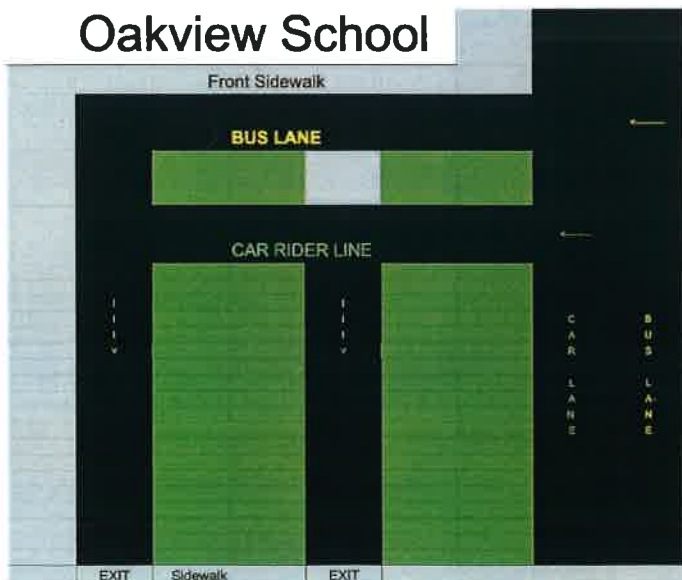 Oakview School
Front Sidewalk
BUS LANE
CAR RIDER LINE
CAR LANE
BUS LANE
EXIT
Sidewalk
EXIT